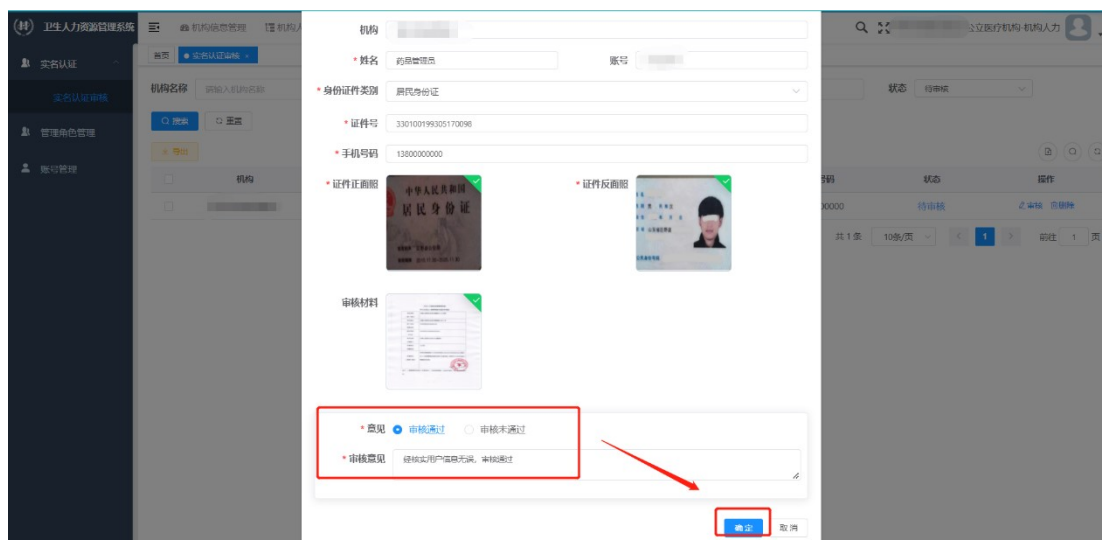 卫生人力资源管理系统
机构信息管理
机构人
公立医疗机构-机构人力
首页
实名认证审核 ×
实名认证
实名认证审核
管理角色管理
账号管理
机构名称 请输入机构名称
状态 待审核
搜索 重置
导出
机构
号码 状态 操作
00000 待审核 审核 删除
共 1 条 10条/页 < 1 > 前往 1 页
机构
* 姓名 药品管理员 账号
* 身份证件类别 居民身份证
* 证件号 330100199305170098
* 手机号码 13800000000
* 证件正面照 * 证件反面照
中华人民共和国
居民身份证
审核材料
* 意见 审核通过 审核未通过
* 审核意见 经核实用户信息无误，审核通过
确定 取消